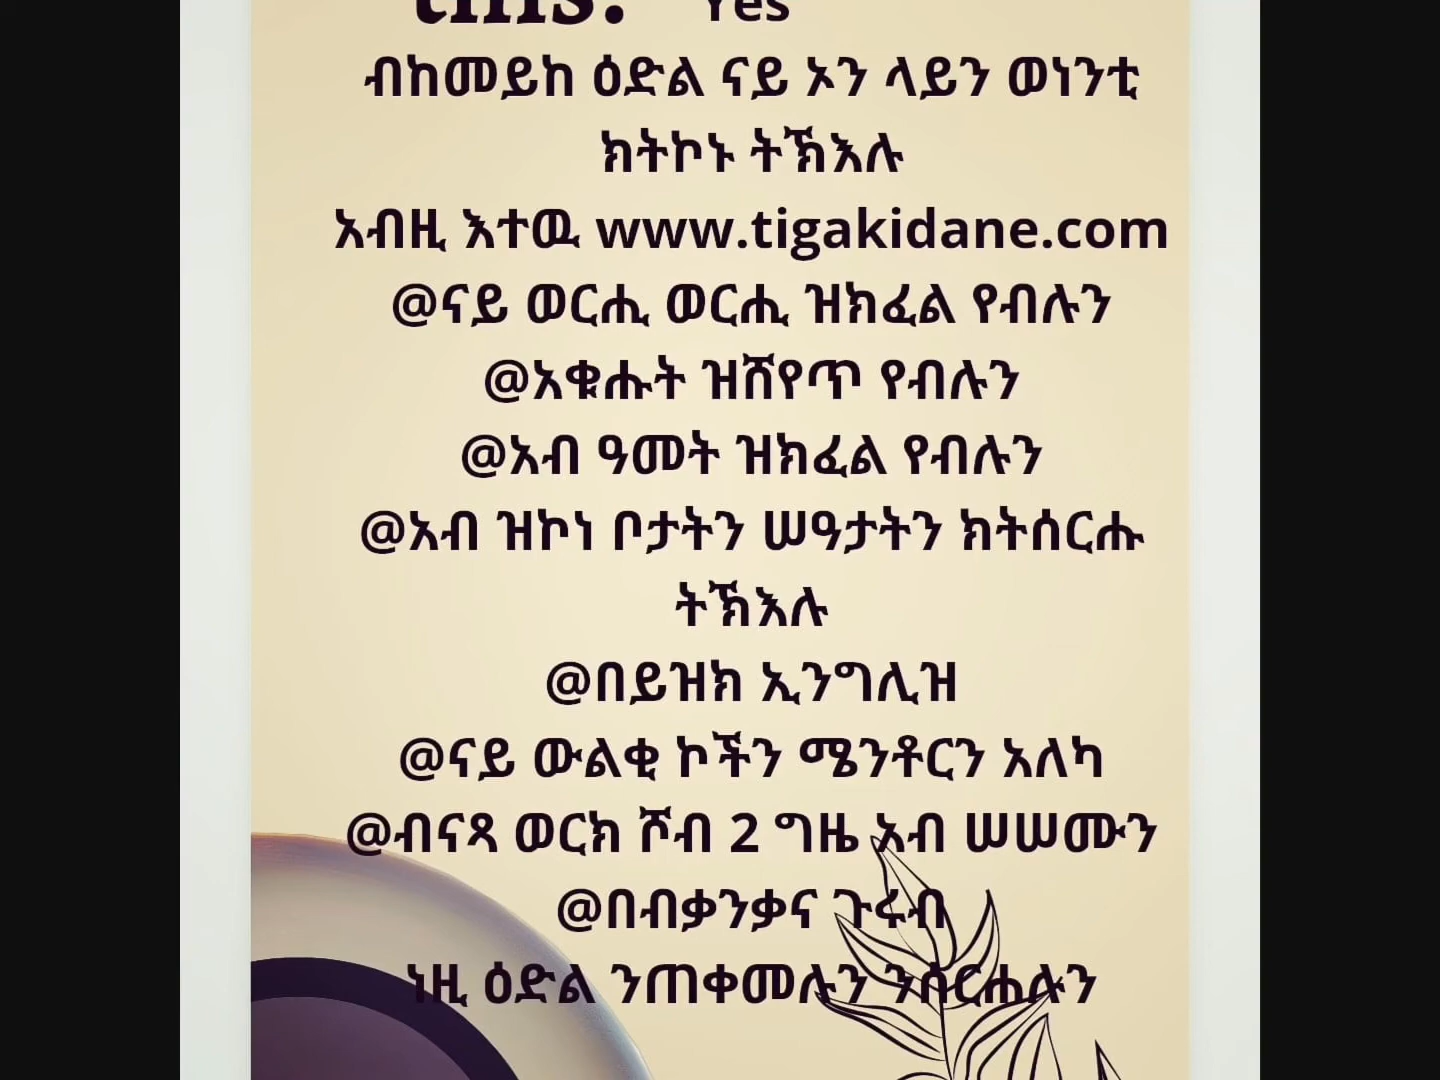 this? Yes
ብከመይከ ዕድል ናይ ኦን ላይን ወነንቲ
ክትኮኑ ትኽእሉ
አብዚ እተዉ www.tigakidane.com
@ናይ ወርሒ ወርሒ ዝክፈል የብሉን
@አቁሑት ዝሸየጥ የብሉን
@አብ ዓመት ዝክፈል የብሉን
@አብ ዝኮነ ቦታትን ሠዓታትን ክትሰርሑ
ትኽእሉ
@በይዝክ ኢንግሊዝ
@ናይ ውልቂ ኮችን ሜንቶርን አለካ
@ብናጻ ወርክ ሾብ 2 ግዜ አብ ሠሠሙን
@በብቃንቃና ጉሩብ
ነዚ ዕድል ንጠቀመሉን ንሰርሐሉን